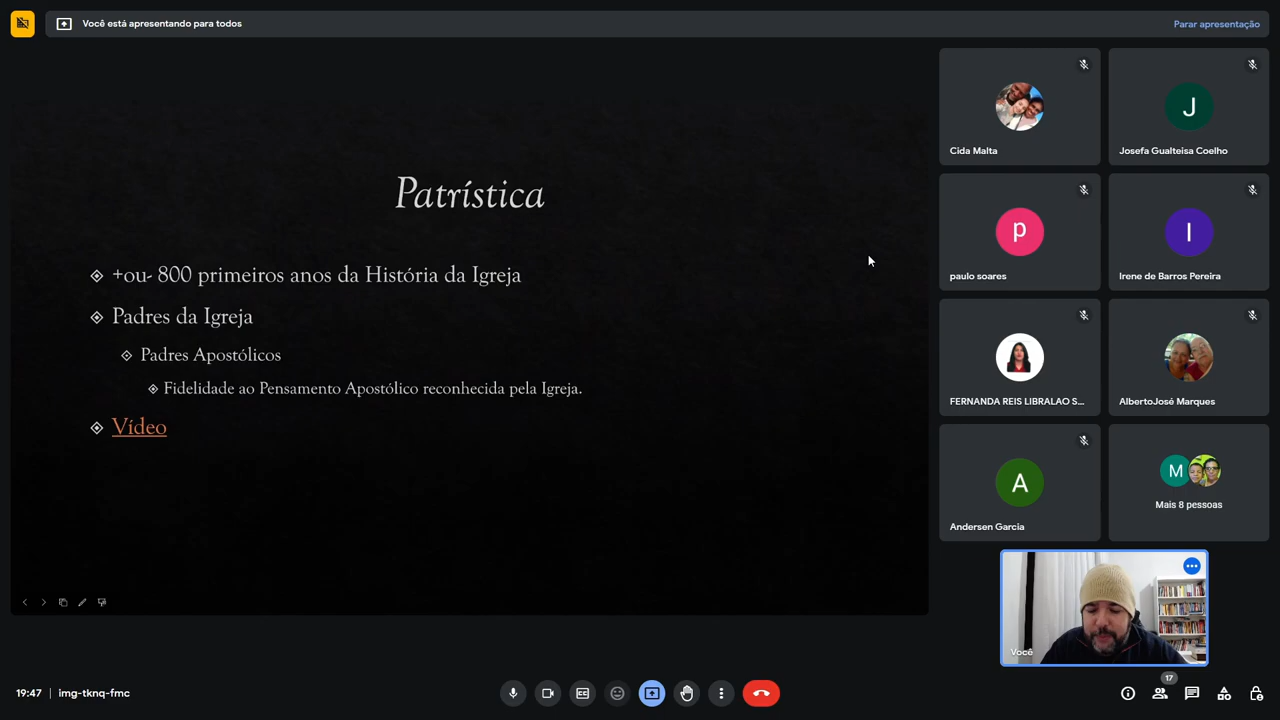 Você está apresentando para todos
Parar apresentação
Patrística
+ou- 800 primeiros anos da História da Igreja
Padres da Igreja
Padres Apostólicos
Fidelidade ao Pensamento Apostólico reconhecida pela Igreja.
Vídeo
Cida Malta
J
Josefa Gualteisa Coelho
p
paulo soares
I
Irene de Barros Pereira
FERNANDA REIS LIBRALAO S...
AlbertoJosé Marques
A
Andersen Garcia
M
Mais 8 pessoas
Você
19:47 | img-tknq-fmc
17